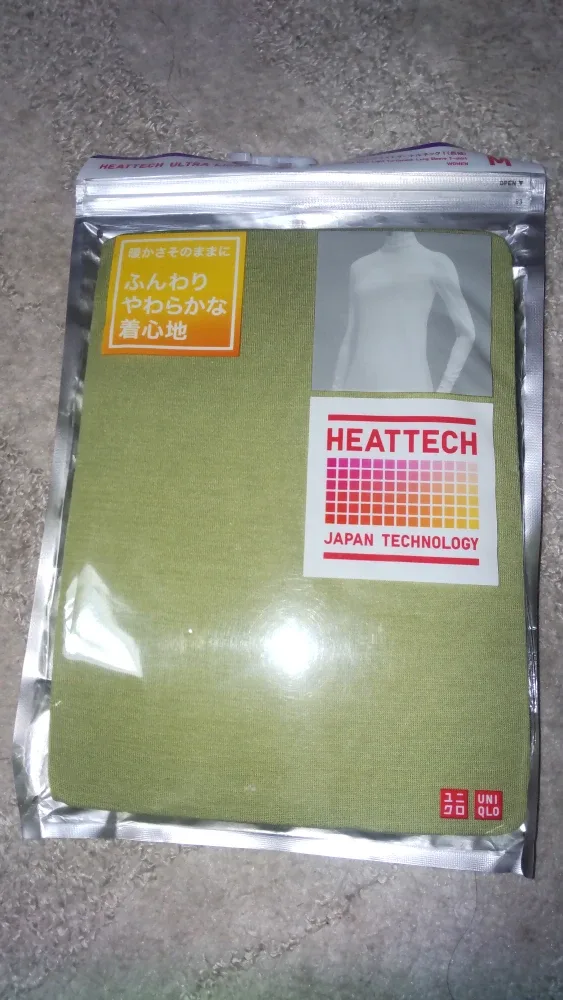 HEATTECH ULTRA
M
WOMEN
OPEN ▼
暖かさそのままに
ふんわり
やわらかな
着心地
HEATTECH
JAPAN TECHNOLOGY
ユニ
クロ
UNI
QLO